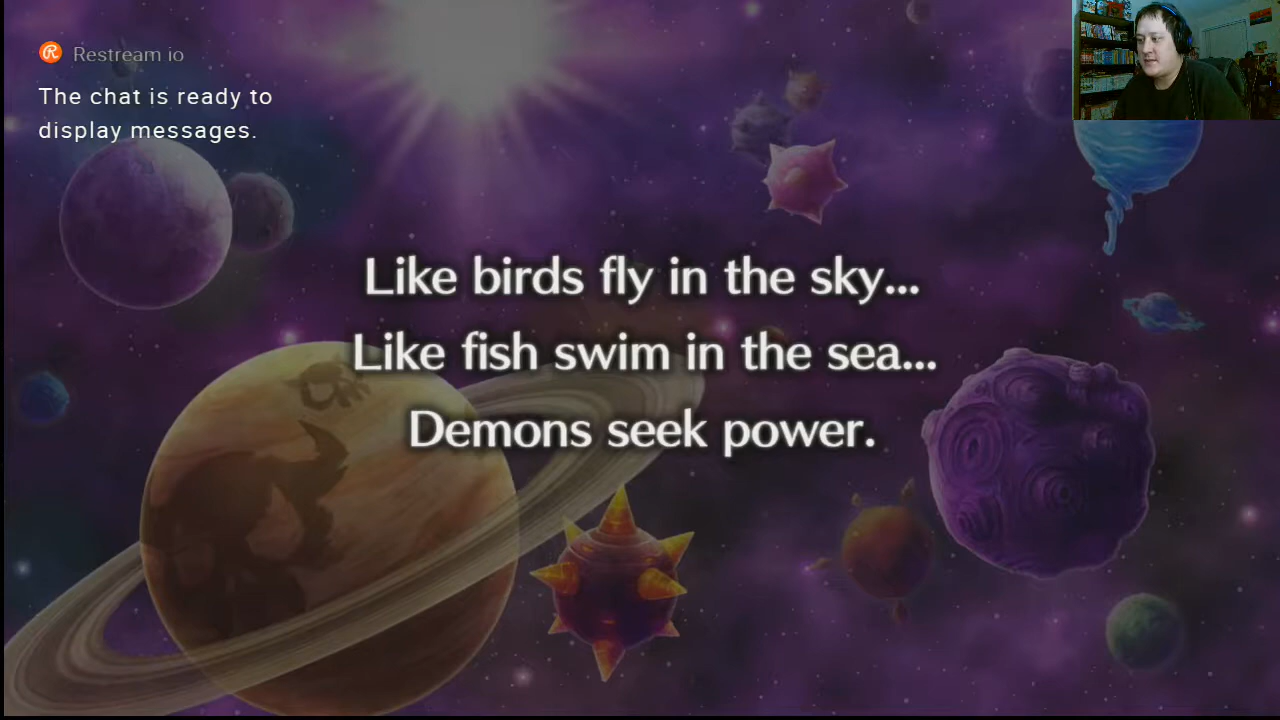 Restream io
The chat is ready to
display messages.
Like birds fly in the sky...
Like fish swim in the sea...
Demons seek power.